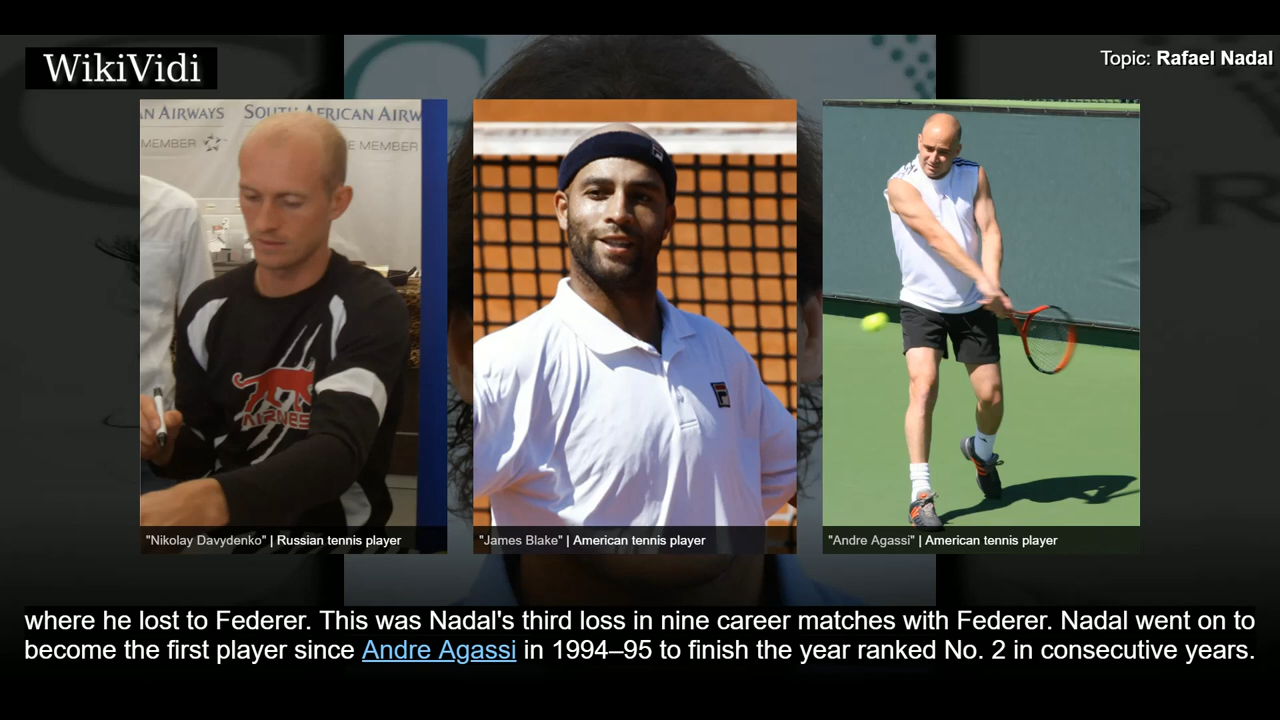 WikiVidi
Topic: Rafael Nadal
AN AIRWAYS SOUTH AFRICAN AIRW
MEMBER E MEMBER
AIRNES
"Nikolay Davydenko" | Russian tennis player
"James Blake" | American tennis player
"Andre Agassi" | American tennis player
where he lost to Federer. This was Nadal's third loss in nine career matches with Federer. Nadal went on to
become the first player since Andre Agassi in 1994–95 to finish the year ranked No. 2 in consecutive years.